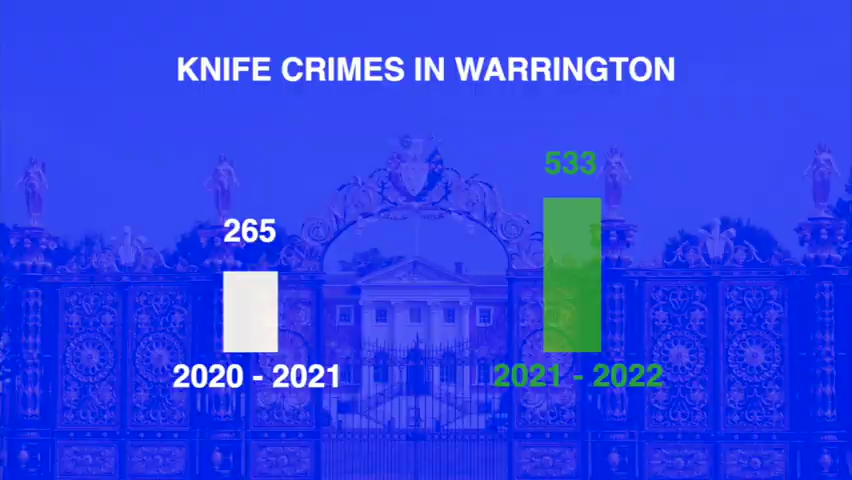 KNIFE CRIMES IN WARRINGTON
533
265
2020 - 2021
2021 - 2022